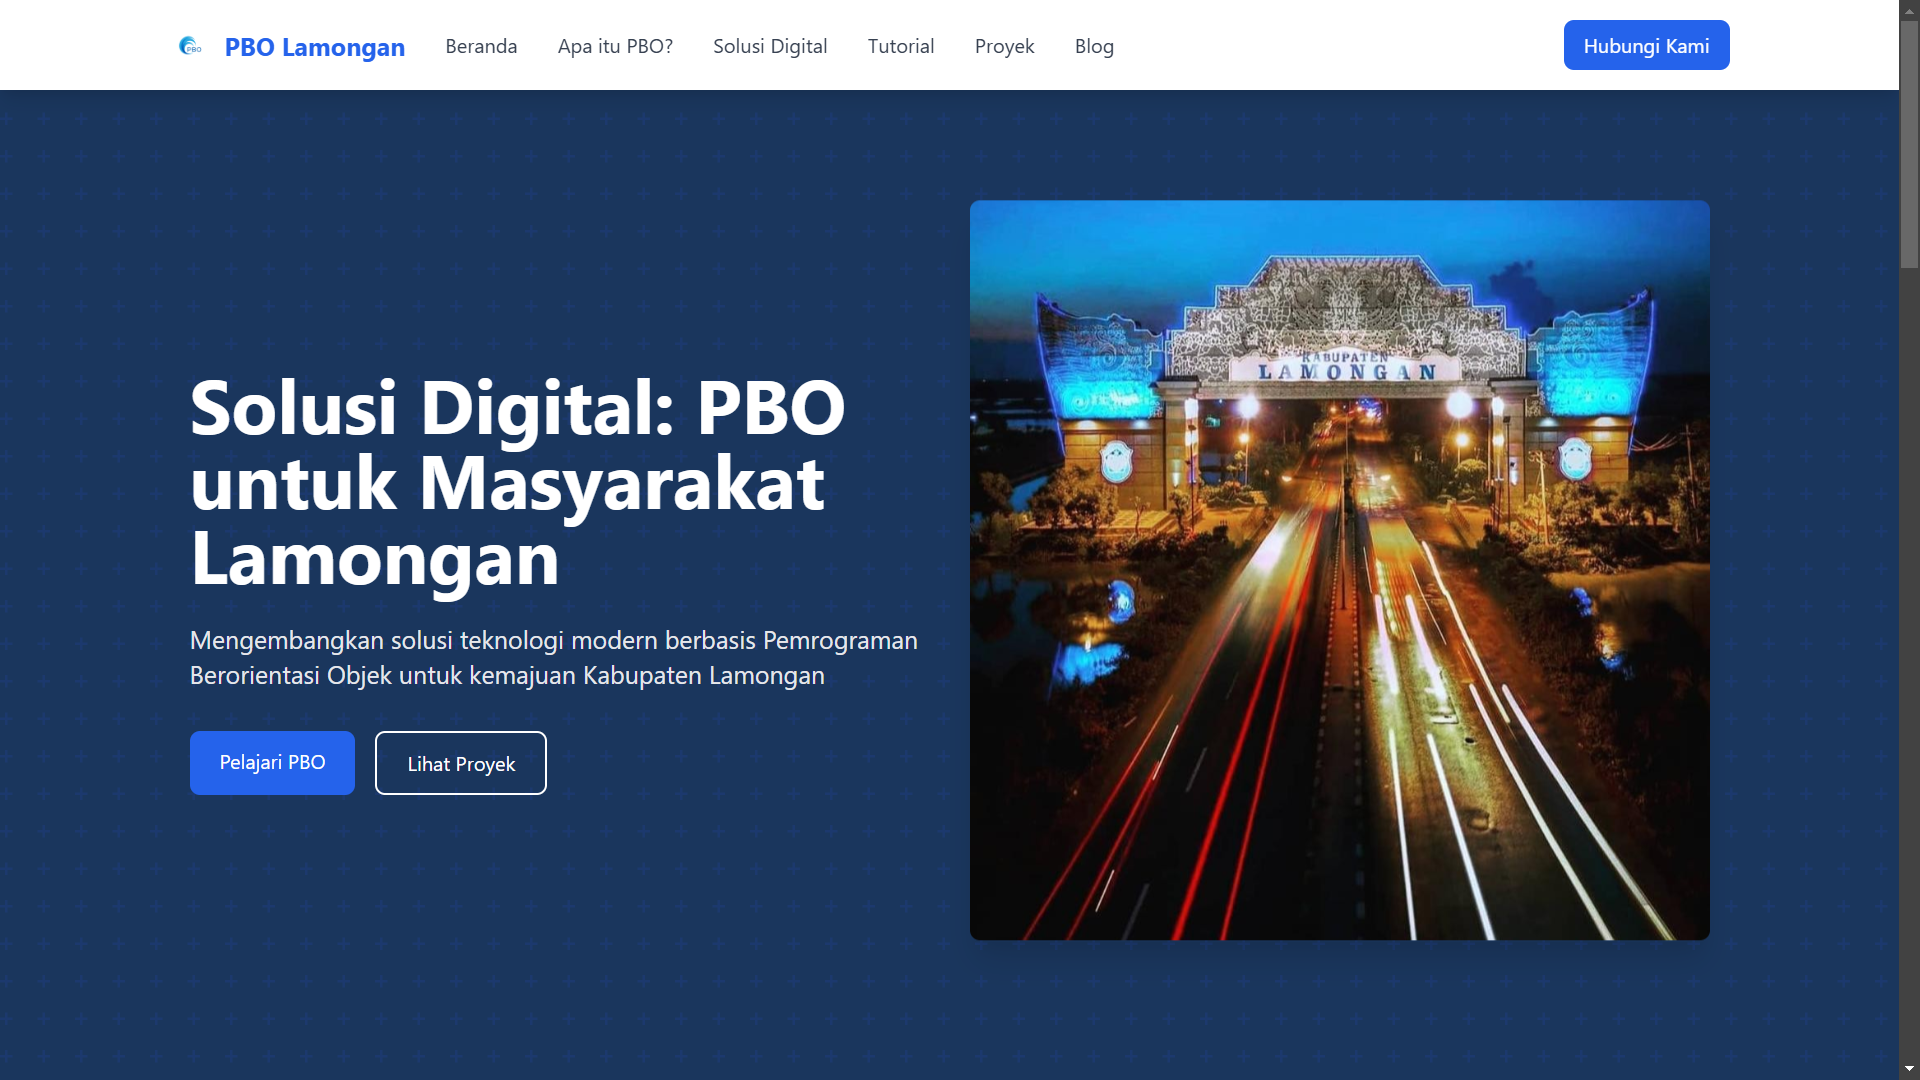 PBO
PBO Lamongan
Beranda
Apa itu PBO?
Solusi Digital
Tutorial
Proyek
Blog
Hubungi Kami
Solusi Digital: PBO
untuk Masyarakat
Lamongan
Mengembangkan solusi teknologi modern berbasis Pemrograman
Berorientasi Objek untuk kemajuan Kabupaten Lamongan
Pelajari PBO
Lihat Proyek
KABUPATEN
LAMONGAN